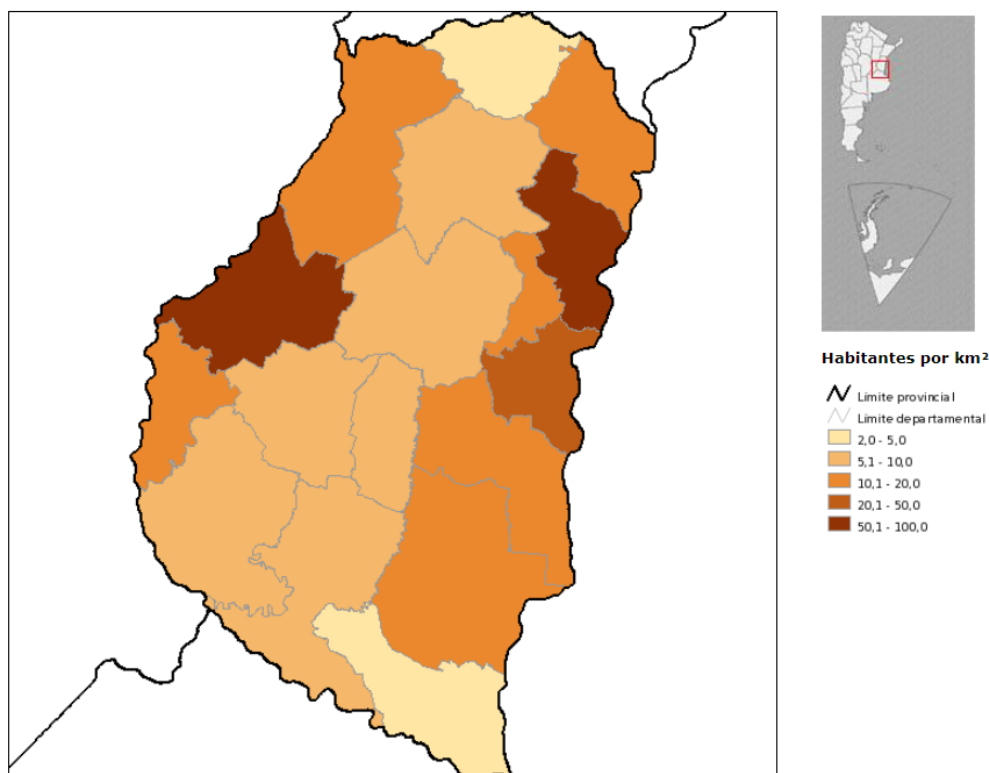 Habitantes por km²
Límite provincial
Límite departamental
2,0 - 5,0
5,1 - 10,0
10,1 - 20,0
20,1 - 50,0
50,1 - 100,0